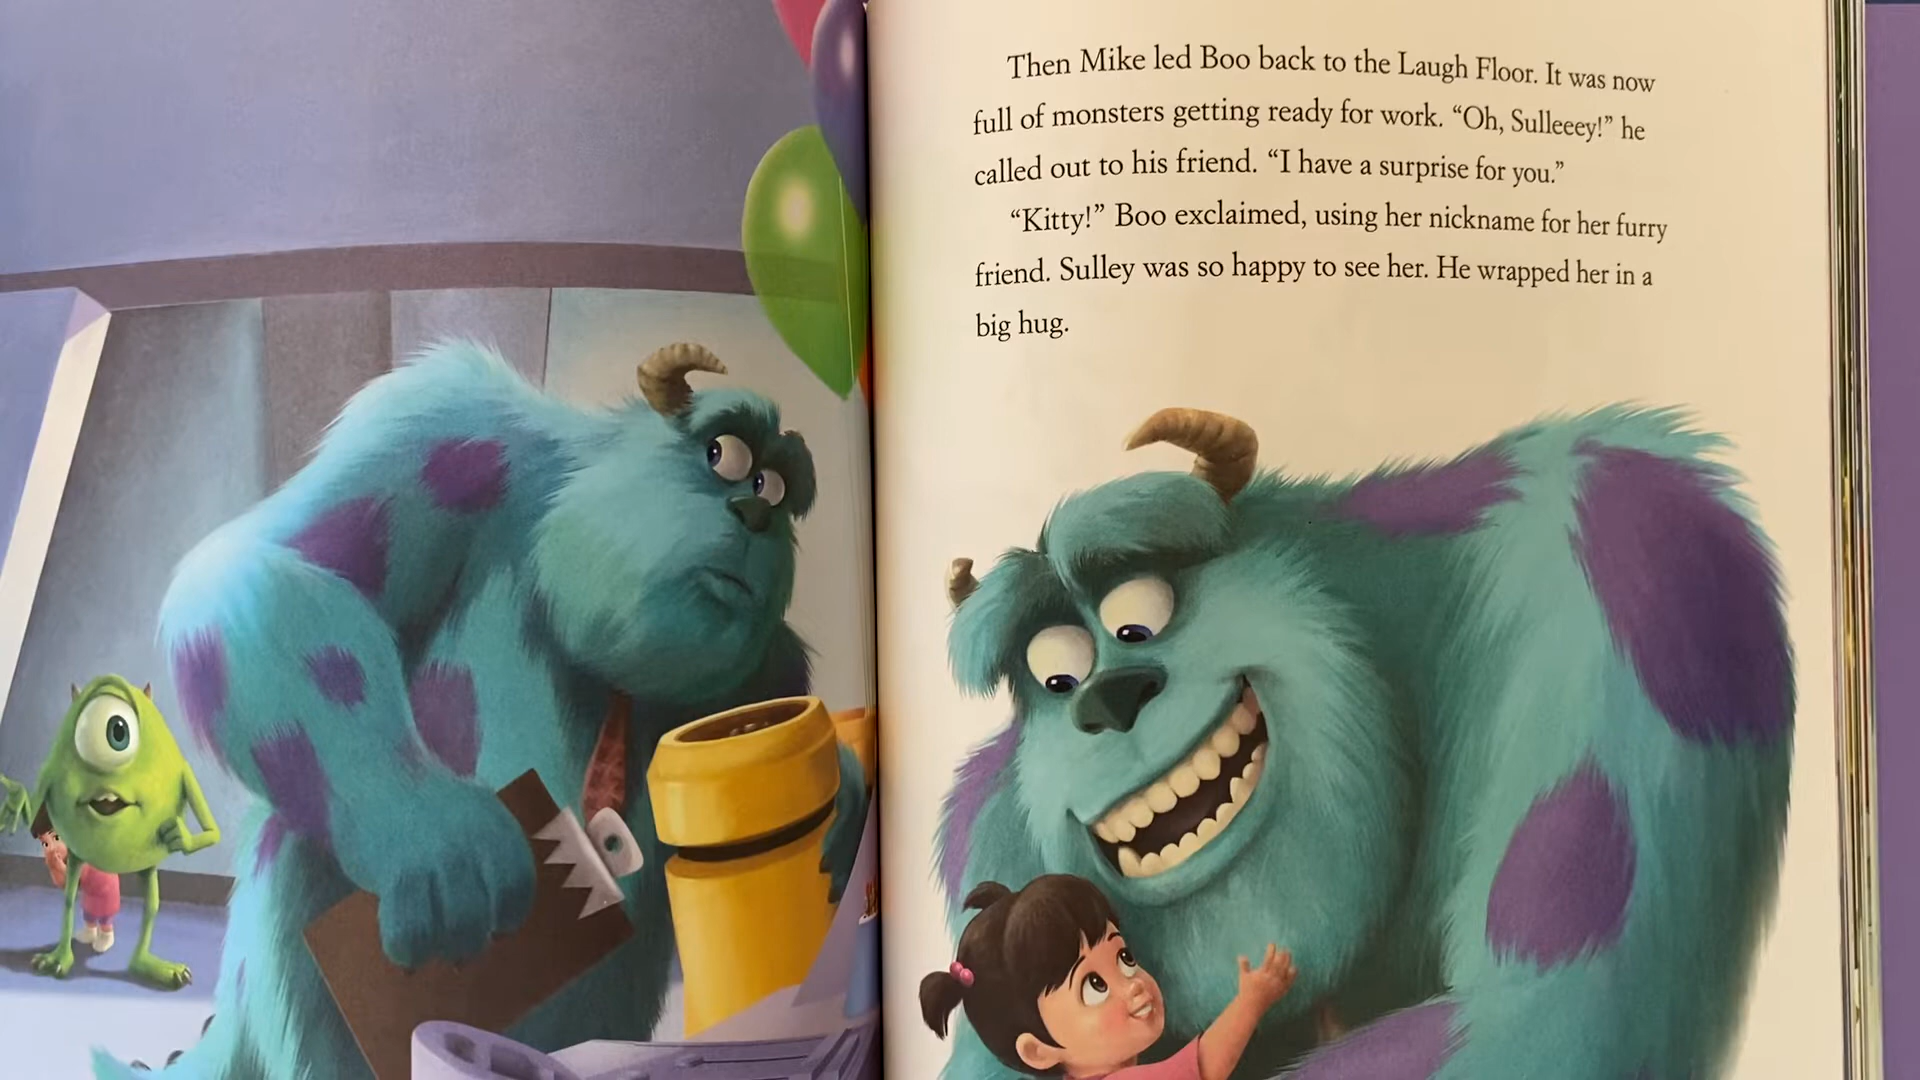 Then Mike led Boo back to the Laugh Floor. It was now
full of monsters getting ready for work. “Oh, Sulleeey!” he
called out to his friend. “I have a surprise for you.”
“Kitty!” Boo exclaimed, using her nickname for her furry
friend. Sulley was so happy to see her. He wrapped her in a
big hug.